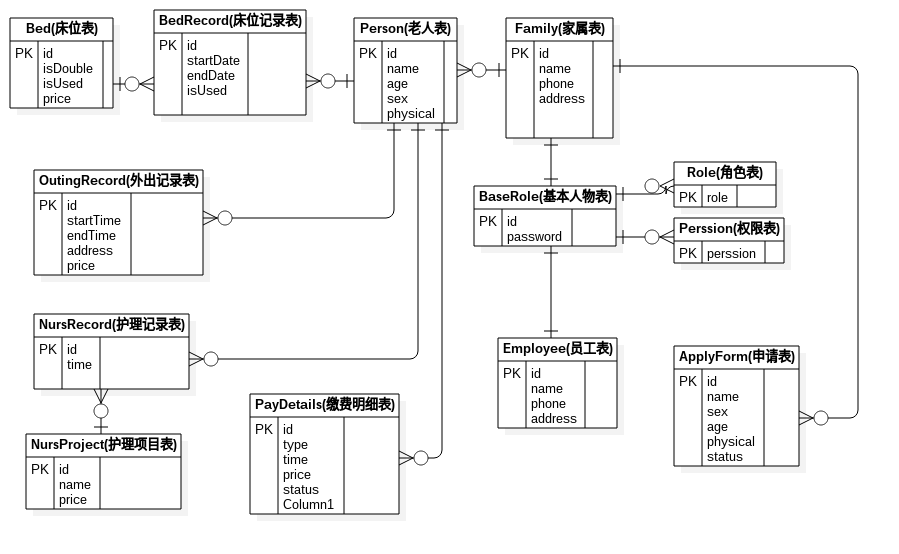 Bed(床位表)
PK
id
isDouble
isUsed
price
BedRecord(床位记录表)
PK
id
startDate
endDate
isUsed
Person(老人表)
PK
id
name
age
sex
physical
Family(家属表)
PK
id
name
phone
address
OutingRecord(外出记录表)
PK
id
startTime
endTime
address
price
BaseRole(基本人物表)
PK
id
password
Role(角色表)
PK
role
Perssion(权限表)
PK
perssion
NursRecord(护理记录表)
PK
id
time
Employee(员工表)
PK
id
name
phone
address
ApplyForm(申请表)
PK
id
name
sex
age
physical
status
PayDetails(缴费明细表)
PK
id
type
time
price
status
Column1
NursProject(护理项目表)
PK
id
name
price